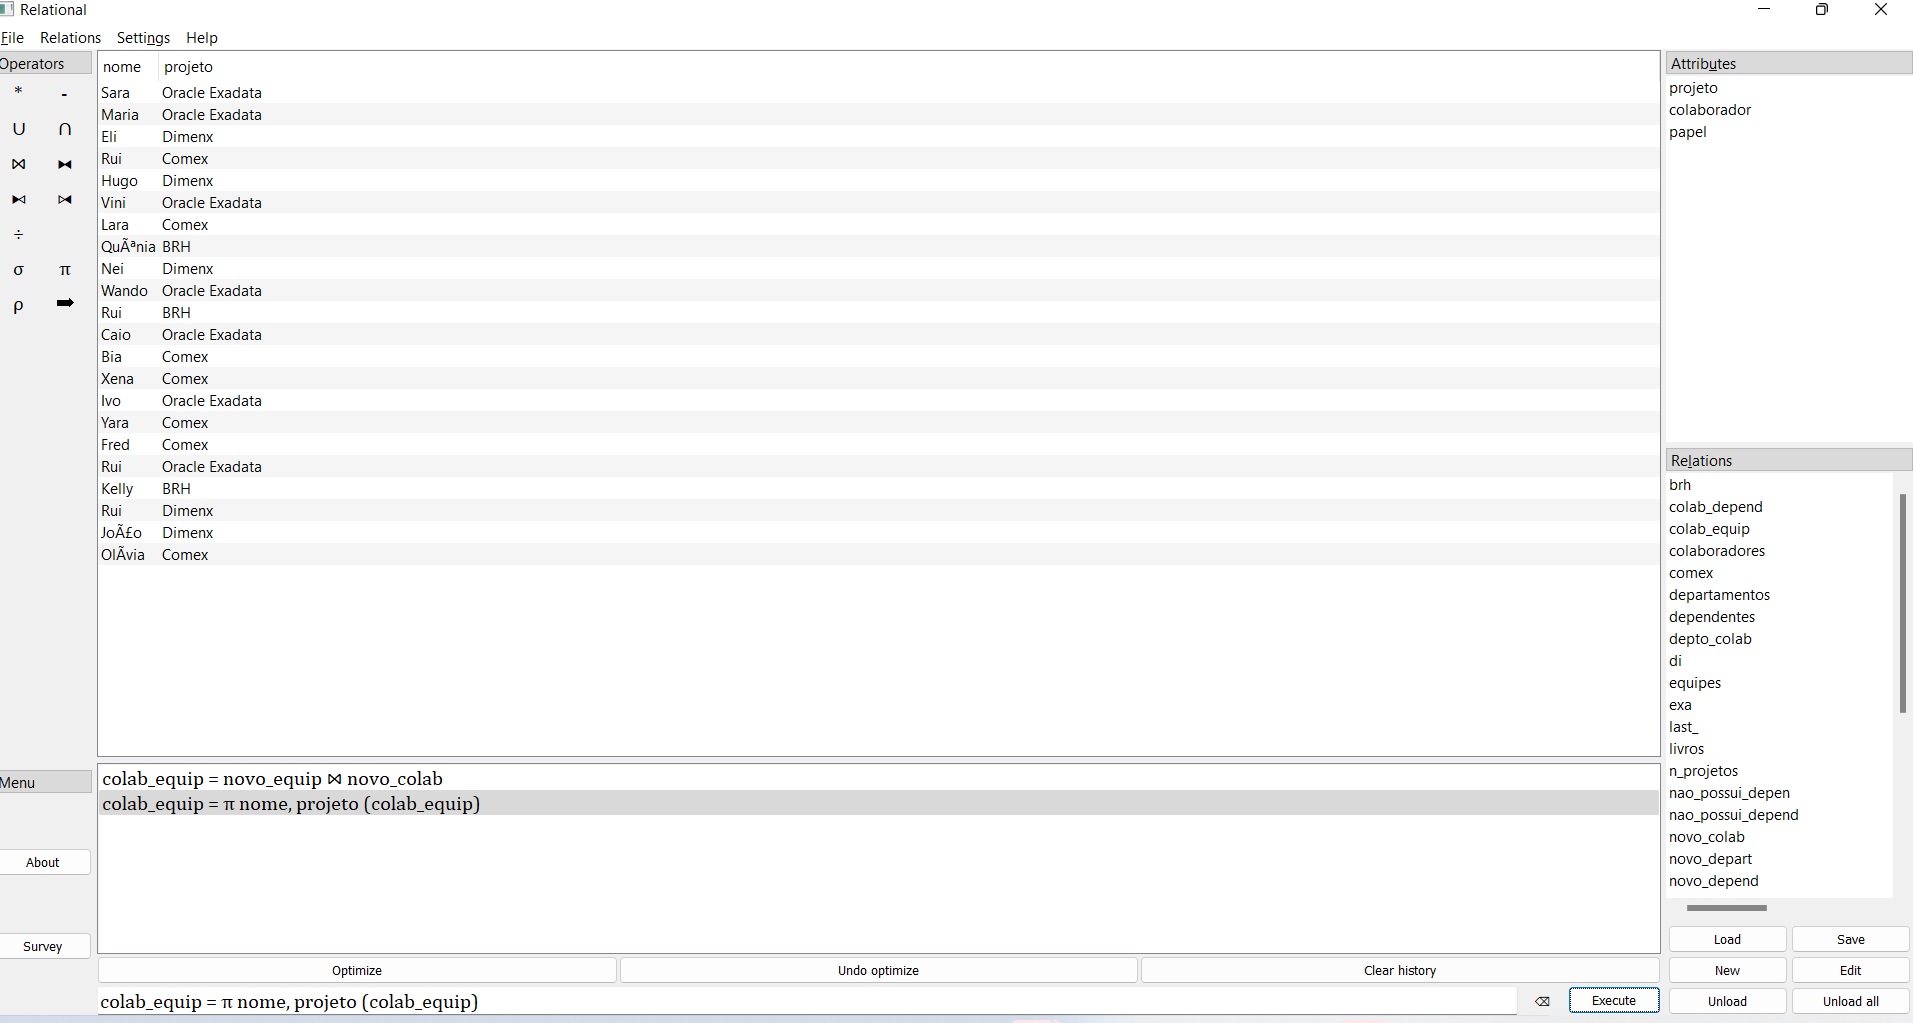 Relational
File Relations Settings Help
Operators
* -
∪ ∩
⋈ ⧓
⧑ ⧒
÷
σ π
ρ ➡
nome projeto
Sara Oracle Exadata
Maria Oracle Exadata
Eli Dimenx
Rui Comex
Hugo Dimenx
Vini Oracle Exadata
Lara Comex
QuÃªnia BRH
Nei Dimenx
Wando Oracle Exadata
Rui BRH
Caio Oracle Exadata
Bia Comex
Xena Comex
Ivo Oracle Exadata
Yara Comex
Fred Comex
Rui Oracle Exadata
Kelly BRH
Rui Dimenx
JoÃ£o Dimenx
OlÃ­via Comex
Attributes
projeto
colaborador
papel
Relations
brh
colab_depend
colab_equip
colaboradores
comex
departamentos
dependentes
depto_colab
di
equipes
exa
last_
livros
n_projetos
nao_possui_depen
nao_possui_depend
novo_colab
novo_depart
novo_depend
Menu
About
Survey
colab_equip = novo_equip ⋈ novo_colab
colab_equip = π nome, projeto (colab_equip)
Optimize Undo optimize Clear history
colab_equip = π nome, projeto (colab_equip) ⌫ Execute
Load Save
New Edit
Unload Unload all